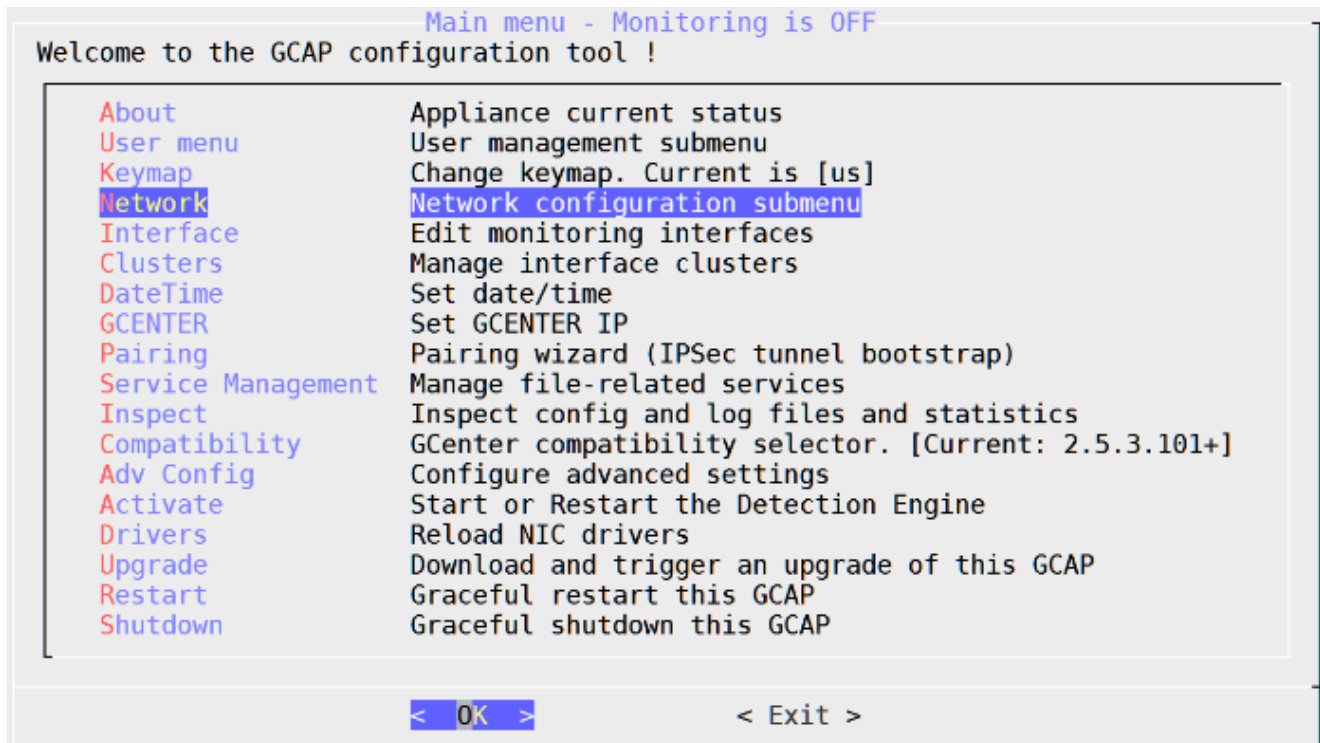 Main menu - Monitoring is OFF
Welcome to the GCAP configuration tool !
About Appliance current status
User menu User management submenu
Keymap Change keymap. Current is [us]
Network Network configuration submenu
Interface Edit monitoring interfaces
Clusters Manage interface clusters
DateTime Set date/time
GCENTER Set GCENTER IP
Pairing Pairing wizard (IPSec tunnel bootstrap)
Service Management Manage file-related services
Inspect Inspect config and log files and statistics
Compatibility GCenter compatibility selector. [Current: 2.5.3.101+]
Adv Config Configure advanced settings
Activate Start or Restart the Detection Engine
Drivers Reload NIC drivers
Upgrade Download and trigger an upgrade of this GCAP
Restart Graceful restart this GCAP
Shutdown Graceful shutdown this GCAP
< OK > < Exit >